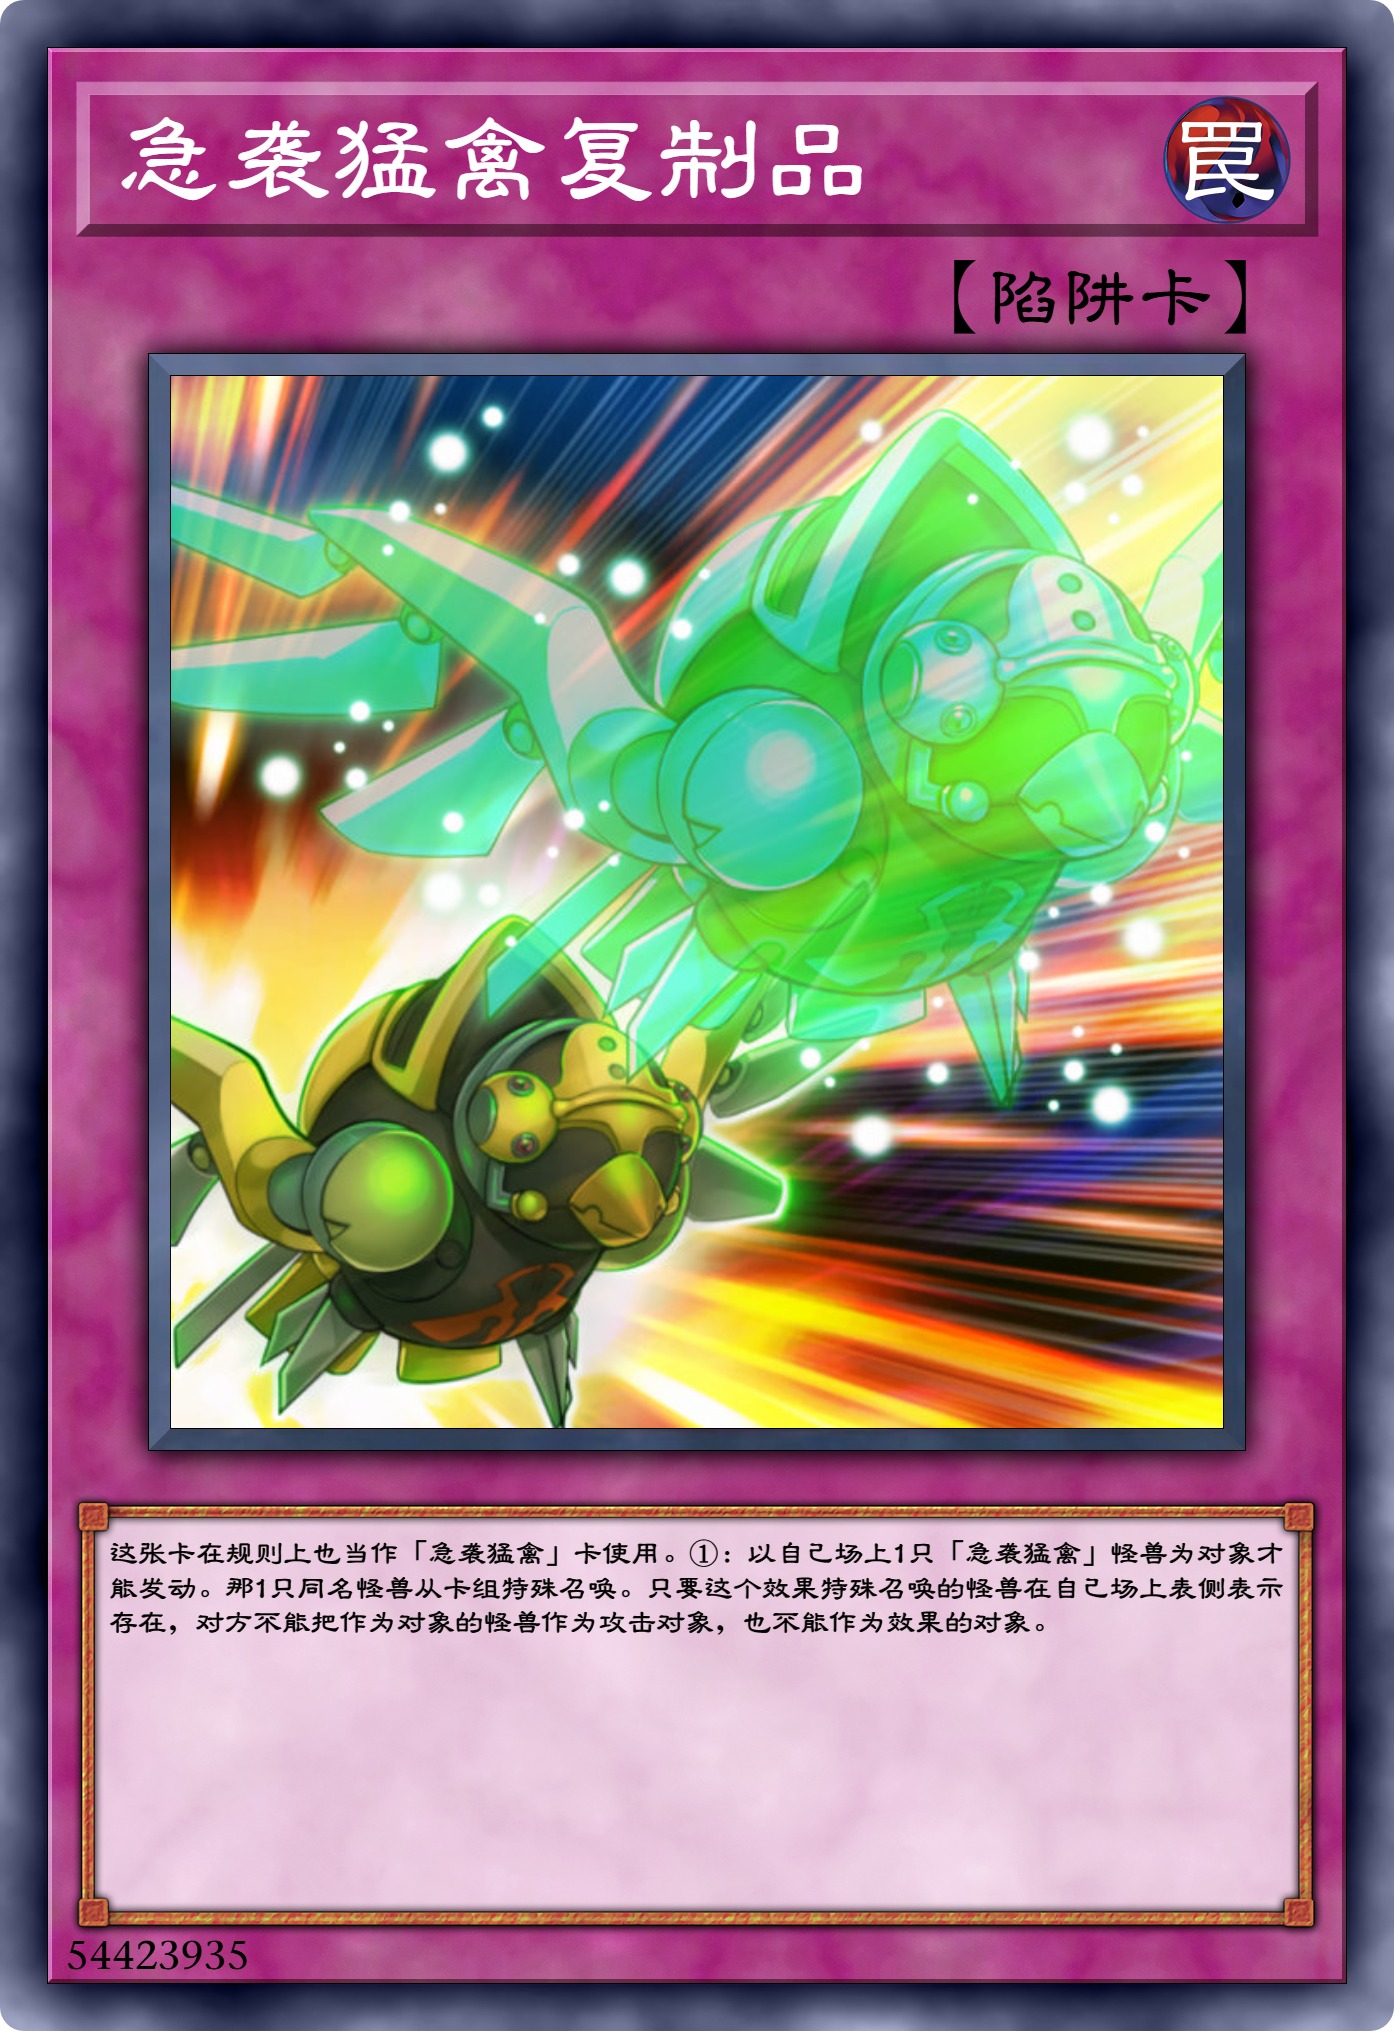 急袭猛禽复制品
罠
【陷阱卡】
这张卡在规则上也当作「急袭猛禽」卡使用。①：以自己场上1只「急袭猛禽」怪兽为对象才
能发动。那1只同名怪兽从卡组特殊召唤。只要这个效果特殊召唤的怪兽在自己场上表侧表示
存在，对方不能把作为对象的怪兽作为攻击对象，也不能作为效果的对象。
54423935